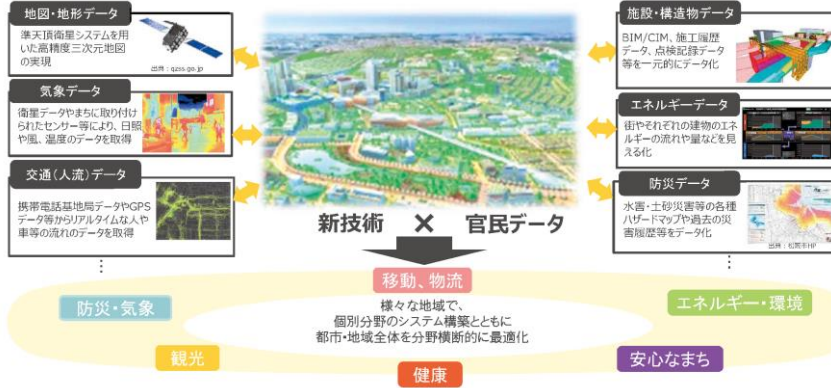 地図・地形データ
準天頂衛星システムを用
いた高精度三次元地図
の実現
出典：qzss.go.jp
気象データ
衛星データやまちに取り付け
られたセンサー等により、日照
や風、温度のデータを取得
交通（人流）データ
携帯電話基地局データやGPS
データ等からリアルタイムな人や
車等の流れのデータを取得
⋮
施設・構造物データ
BIM/CIM、施工履歴
データ、点検記録データ
等を一元的にデータ化
エネルギーデータ
街やそれぞれの建物のエネ
ルギーの流れや量などを見
える化
防災データ
水害・土砂災害等の各種
ハザードマップや過去の災
害履歴等をデータ化
⋮
新技術 × 官民データ
移動、物流
防災・気象
エネルギー・環境
様々な地域で、
個別分野のシステム構築とともに
都市・地域全体を分野横断的に最適化
観光
安心なまち
健康